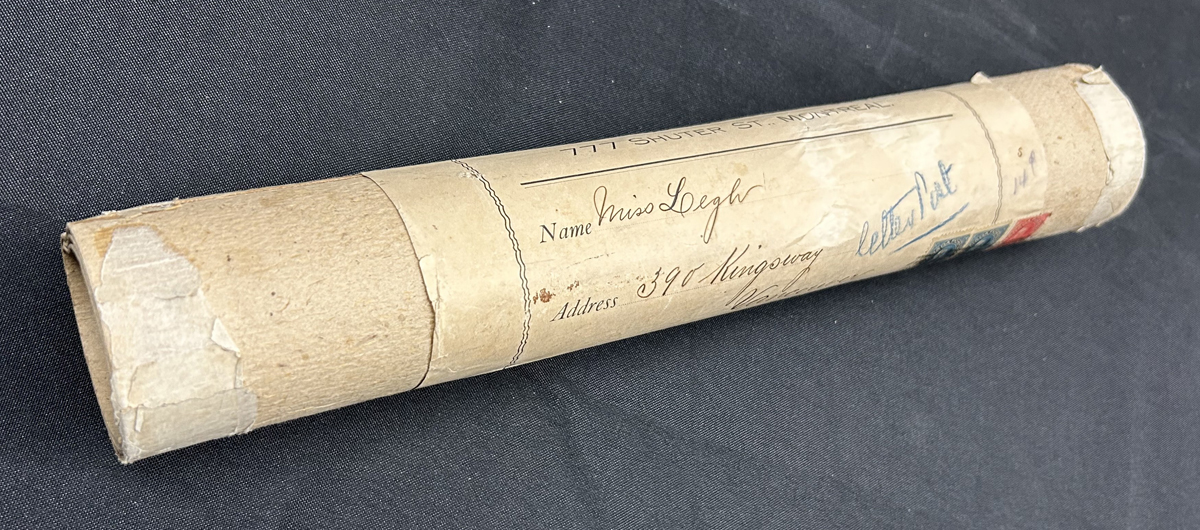 777 SHUTER ST. MONTREAL.
Name Miss Legh
Address 390 Kingsway
Letter Post